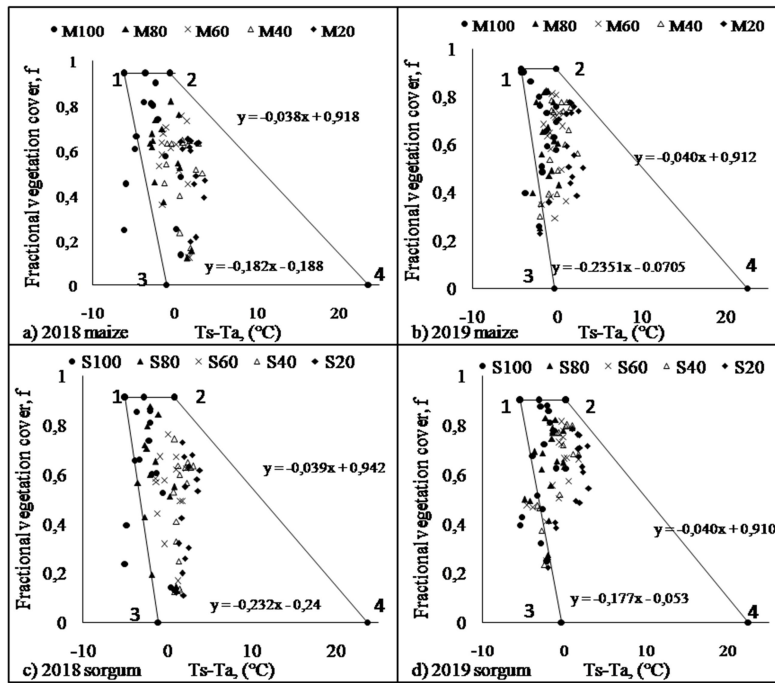 M100 M80 M60 M40 M20
Fractional vegetation cover, f
1
0,8
0,6
0,4
0,2
0
1 2
y = -0,038x + 0,918
y = -0,182x - 0,188
3 4
-10 0 10 20
a) 2018 maize Ts-Ta, (°C)
M100 M80 M60 M40 M20
Fractional vegetation cover, f
1
0,8
0,6
0,4
0,2
0
1 2
y = -0,040x + 0,912
y = -0.2351x - 0.0705
3 4
-10 0 10 20
b) 2019 maize Ts-Ta, (°C)
S100 S80 S60 S40 S20
Fractional vegetation cover, f
1
0,8
0,6
0,4
0,2
0
1 2
y = -0,039x + 0,942
y = -0,232x - 0,24
3 4
-10 0 10 20
c) 2018 sorgum Ts-Ta, (°C)
S100 S80 S60 S40 S20
Fractional vegetation cover, f
1
0,8
0,6
0,4
0,2
0
1 2
y = -0,040x + 0,910
y = -0,177x - 0,053
3 4
-10 0 10 20
d) 2019 sorgum Ts-Ta, (°C)